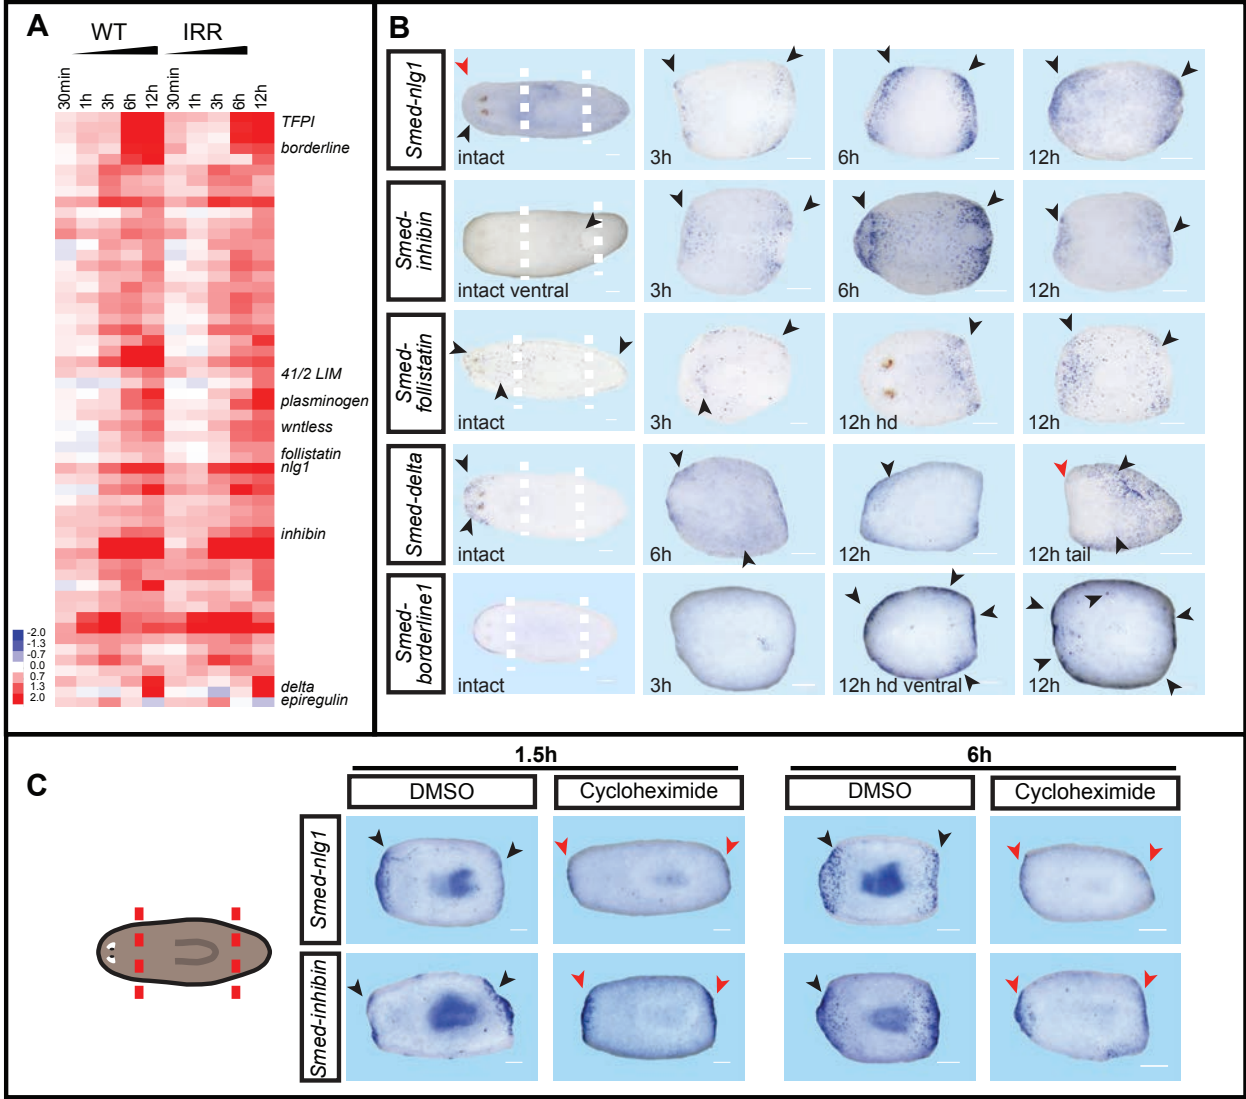 A
WT IRR
30min 1h 3h 6h 12h 30min 1h 3h 6h 12h
TFPI
borderline
41/2 LIM
plasminogen
wntless
follistatin
nlg1
inhibin
delta
epiregulin
-2.0
-1.3
-0.7
0.0
0.7
1.3
2.0
B
Smed-nlg1
intact 3h 6h 12h
Smed-
inhibin
intact ventral 3h 6h 12h
Smed-
follistatin
intact 3h 12h hd 12h
Smed-delta
intact 6h 12h 12h tail
Smed-
borderline1
intact 3h 12h hd ventral 12h
C
1.5h 6h
DMSO Cycloheximide DMSO Cycloheximide
Smed-nlg1
Smed-inhibin